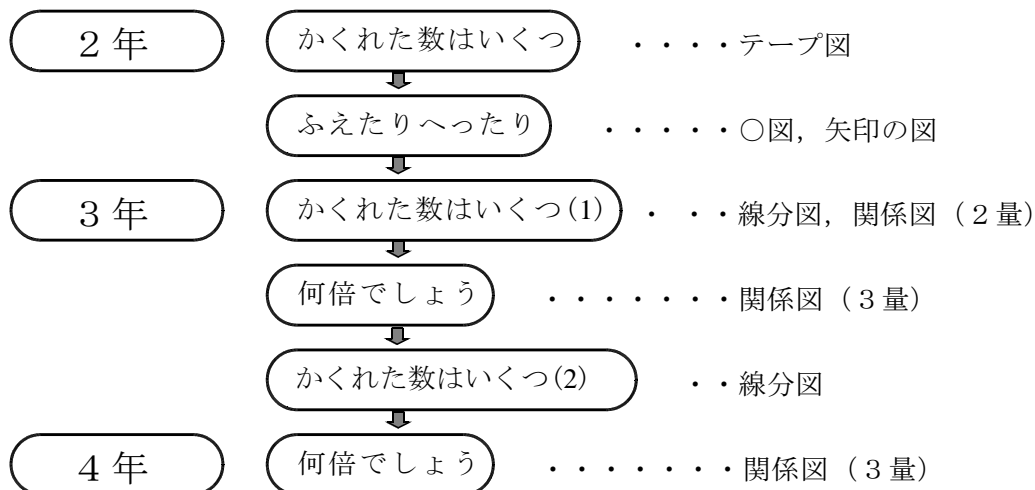 ２年 かくれた数はいくつ ・・・・テープ図
ふえたりへったり ・・・・・○図，矢印の図
３年 かくれた数はいくつ(1) ・ ・・線分図，関係図（２量）
何倍でしょう ・・・・・・・関係図（３量）
かくれた数はいくつ(2) ・・線分図
４年 何倍でしょう ・・・・・・・関係図（３量）